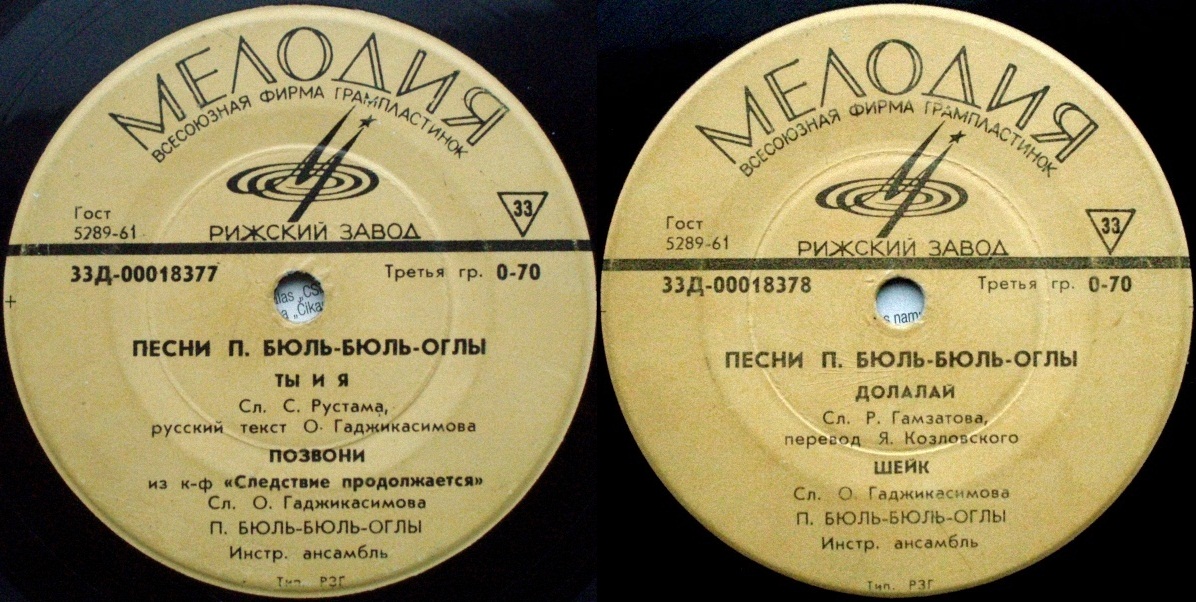 МЕЛОДИЯ
ВСЕСОЮЗНАЯ ФИРМА ГРАМПЛАСТИНОК
Гост
5289-61
33
РИЖСКИЙ ЗАВОД
33Д-00018377
Третья гр. 0-70
ПЕСНИ П. БЮЛЬ-БЮЛЬ-ОГЛЫ
ТЫ И Я
Сл. С. Рустама,
русский текст О. Гаджикасимова
ПОЗВОНИ
из к-ф «Следствие продолжается»
Сл. О. Гаджикасимова
П. БЮЛЬ-БЮЛЬ-ОГЛЫ
Инстр. ансамбль
Тип. РЗГ
МЕЛОДИЯ
ВСЕСОЮЗНАЯ ФИРМА ГРАМПЛАСТИНОК
Гост
5289-61
33
РИЖСКИЙ ЗАВОД
33Д-00018378
Третья гр. 0-70
ПЕСНИ П. БЮЛЬ-БЮЛЬ-ОГЛЫ
ДОЛАЛАЙ
Сл. Р. Гамзатова,
перевод Я. Козловского
ШЕЙК
Сл. О. Гаджикасимова
П. БЮЛЬ-БЮЛЬ-ОГЛЫ
Инстр. ансамбль
Тип. РЗГ